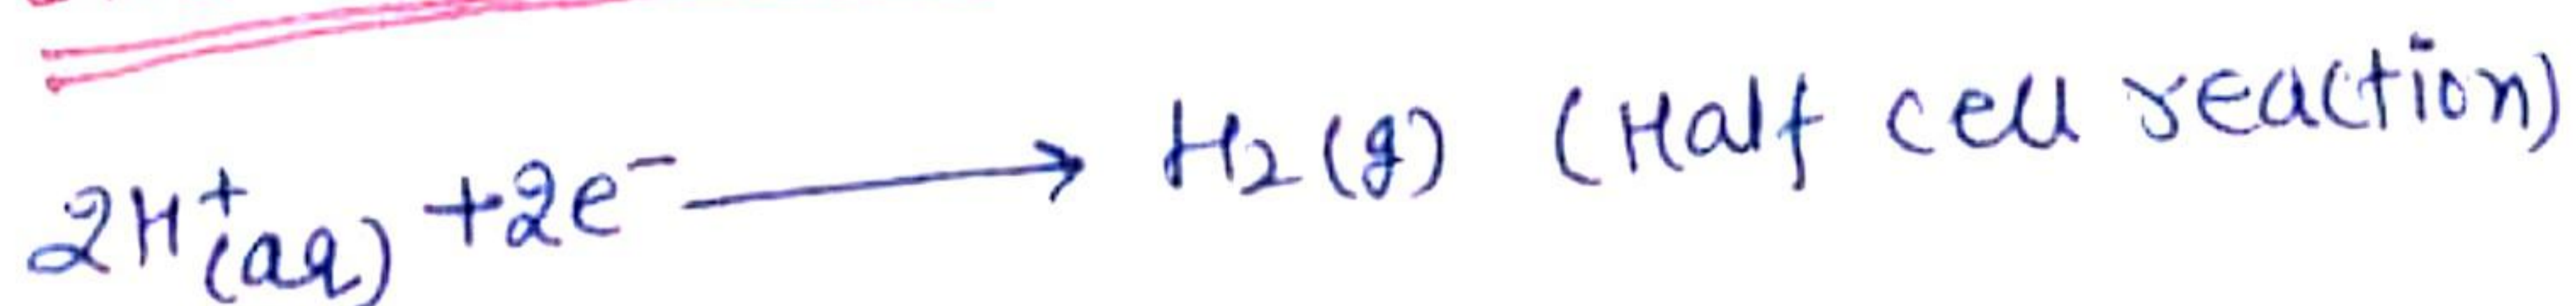 2H⁺(aq) +2e⁻ ⟶ H₂(g) (Half cell reaction)